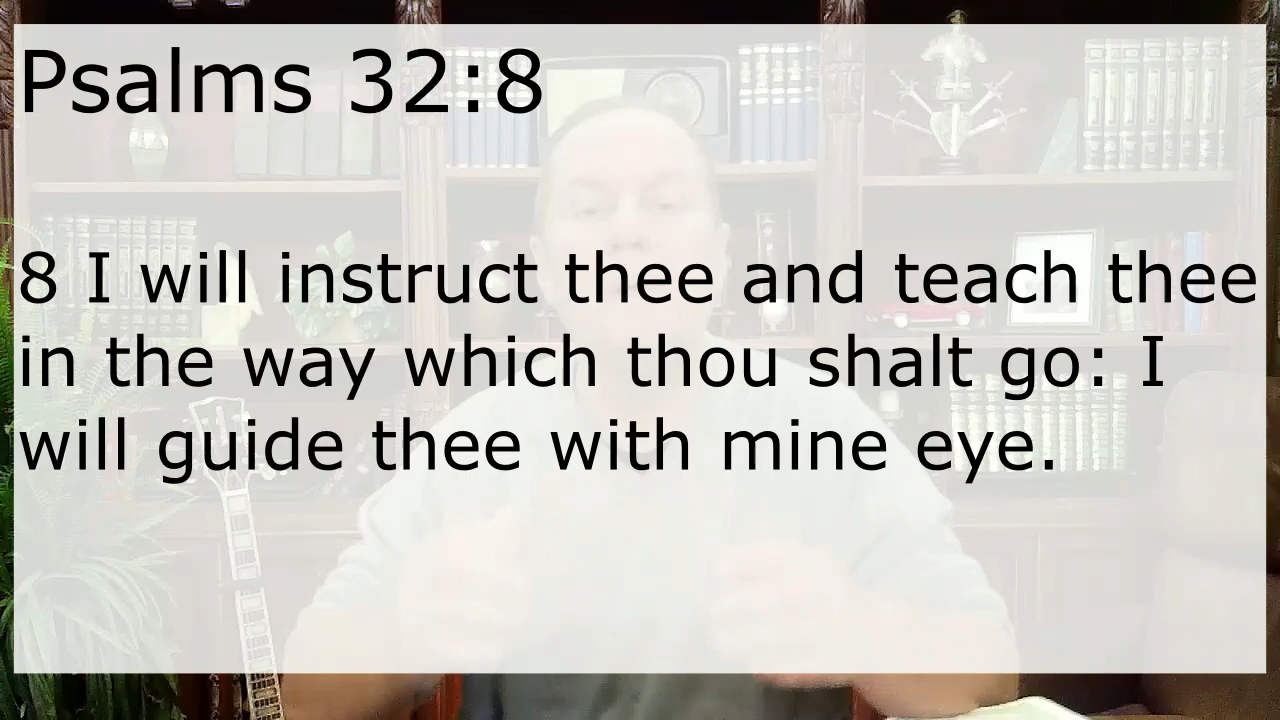 Psalms 32:8
8 I will instruct thee and teach thee
in the way which thou shalt go: I
will guide thee with mine eye.